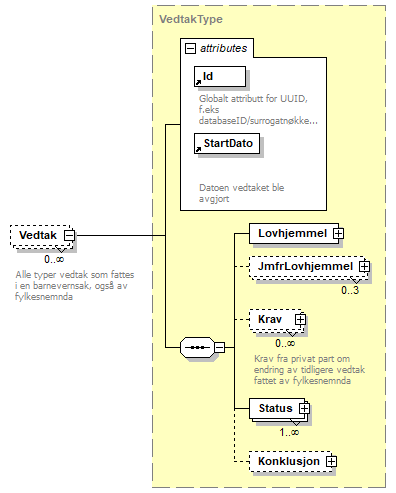 VedtakType
attributes
Id
Globalt attributt for UUID,
f.eks
databaseID/surrogatnøkke...
StartDato
Datoen vedtaket ble
avgjort
Vedtak
0..∞
Alle typer vedtak som fattes
i en barnevernsak, også av
fylkesnemnda
Lovhjemmel
JmfrLovhjemmel
0..3
Krav
0..∞
Krav fra privat part om
endring av tidligere vedtak
fattet av fylkesnemnda
Status
1..∞
Konklusjon